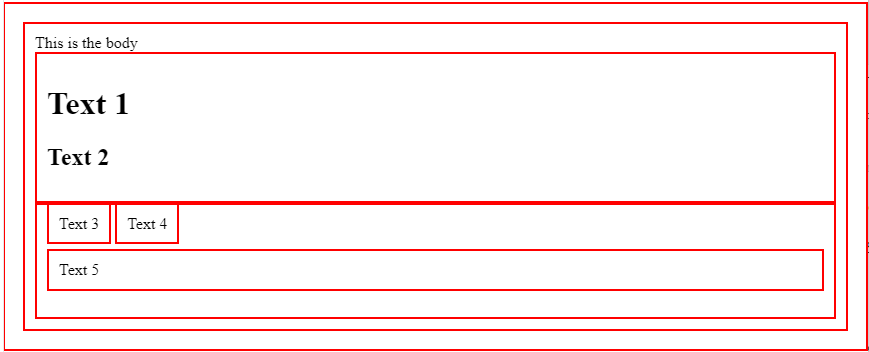 This is the body
Text 1
Text 2
Text 3 Text 4
Text 5